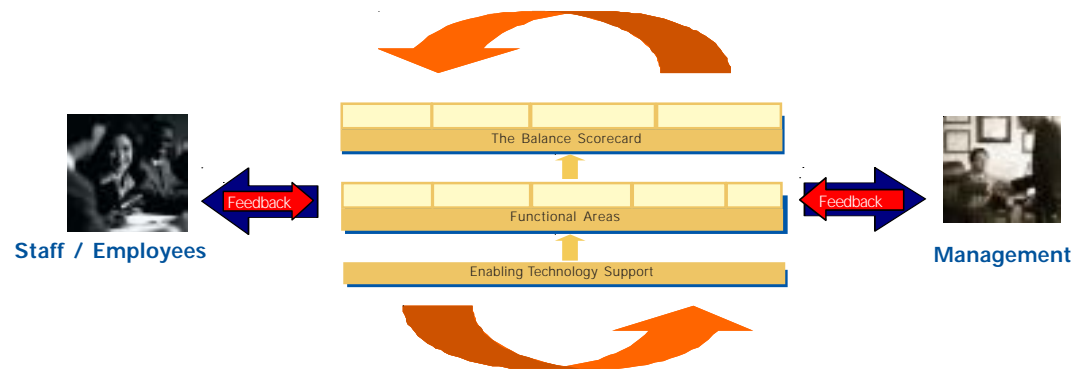 The Balance Scorecard
Feedback
Feedback
Functional Areas
Staff / Employees
Management
Enabling Technology Support